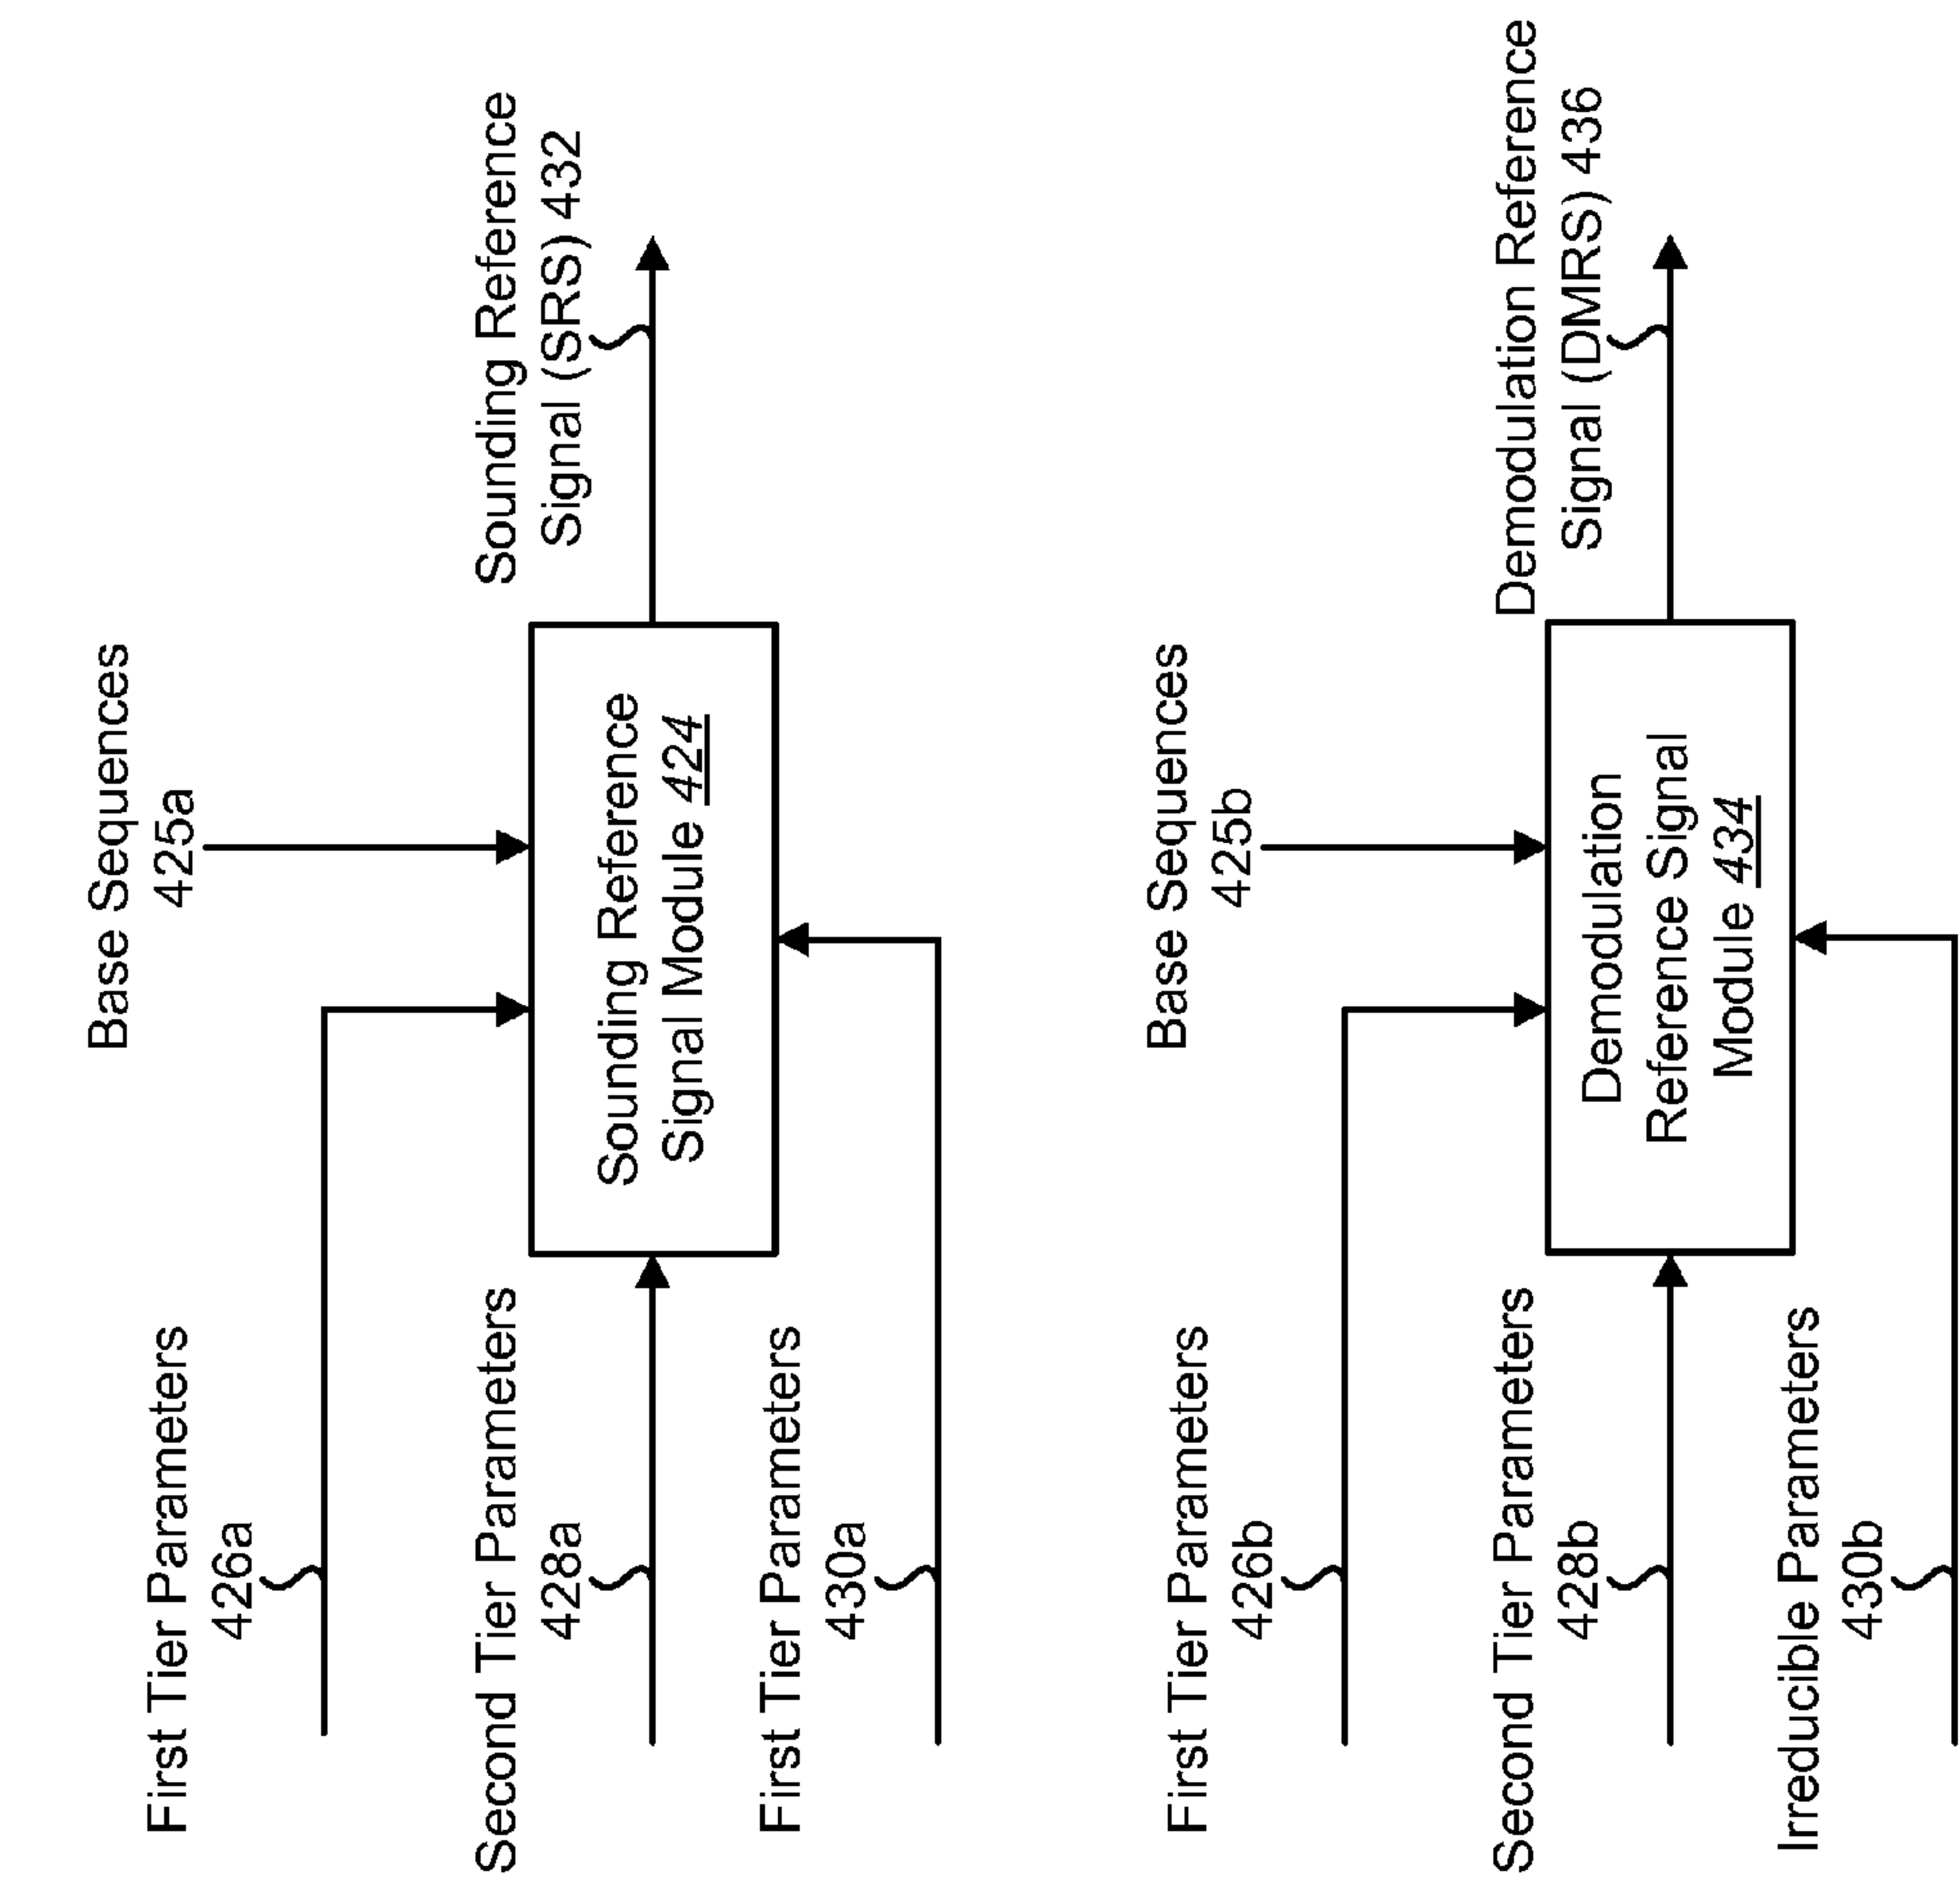 Base Sequences
425a
First Tier Parameters
426a
Second Tier Parameters
428a
First Tier Parameters
430a
Sounding Reference
Signal Module 424
Sounding Reference
Signal (SRS) 432
Base Sequences
425b
First Tier Parameters
426b
Second Tier Parameters
428b
Irreducible Parameters
430b
Demodulation
Reference Signal
Module 434
Demodulation Reference
Signal (DMRS) 436